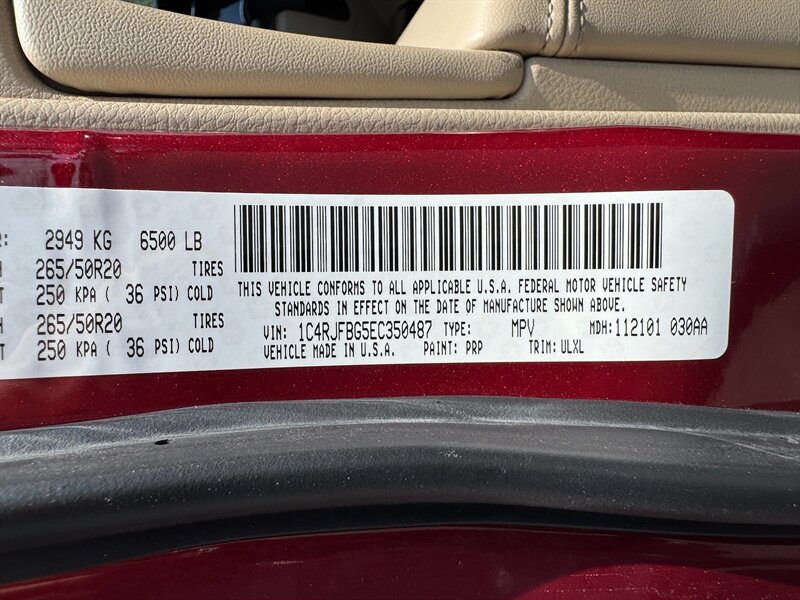 R: 2949 KG 6500 LB
H 265/50R20 TIRES
T 250 KPA ( 36 PSI) COLD
H 265/50R20 TIRES
T 250 KPA ( 36 PSI) COLD
THIS VEHICLE CONFORMS TO ALL APPLICABLE U.S.A. FEDERAL MOTOR VEHICLE SAFETY
STANDARDS IN EFFECT ON THE DATE OF MANUFACTURE SHOWN ABOVE.
VIN: 1C4RJFBG5EC350487 TYPE: MPV MDH:112101 030AA
VEHICLE MADE IN U.S.A. PAINT: PRP TRIM: ULXL